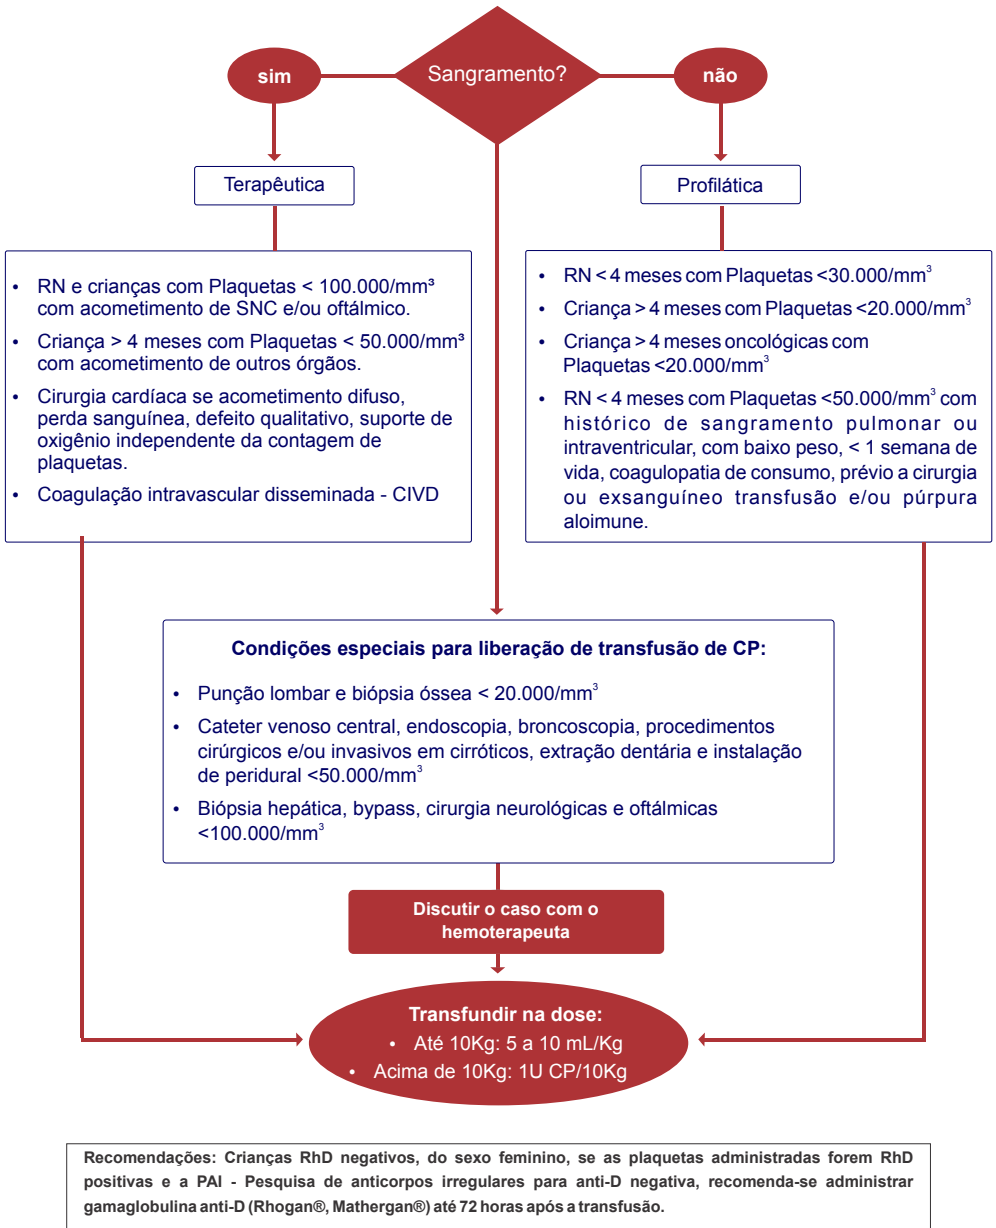 Sangramento?
sim
não
Terapêutica
Profilática
• RN e crianças com Plaquetas < 100.000/mm³
com acometimento de SNC e/ou oftálmico.
• Criança > 4 meses com Plaquetas < 50.000/mm³
com acometimento de outros órgãos.
• Cirurgia cardíaca se acometimento difuso,
perda sanguínea, defeito qualitativo, suporte de
oxigênio independente da contagem de
plaquetas.
• Coagulação intravascular disseminada - CIVD
• RN < 4 meses com Plaquetas <30.000/mm³
• Criança > 4 meses com Plaquetas <20.000/mm³
• Criança > 4 meses oncológicas com
Plaquetas <20.000/mm³
• RN < 4 meses com Plaquetas <50.000/mm³ com
histórico de sangramento pulmonar ou
intraventricular, com baixo peso, < 1 semana de
vida, coagulopatia de consumo, prévio a cirurgia
ou exsanguíneo transfusão e/ou púrpura
aloimune.
Condições especiais para liberação de transfusão de CP:
• Punção lombar e biópsia óssea < 20.000/mm³
• Cateter venoso central, endoscopia, broncoscopia, procedimentos
cirúrgicos e/ou invasivos em cirróticos, extração dentária e instalação
de peridural <50.000/mm³
• Biópsia hepática, bypass, cirurgia neurológicas e oftálmicas
<100.000/mm³
Discutir o caso com o
hemoterapeuta
Transfundir na dose:
• Até 10Kg: 5 a 10 mL/Kg
• Acima de 10Kg: 1U CP/10Kg
Recomendações: Crianças RhD negativos, do sexo feminino, se as plaquetas administradas forem RhD
positivas e a PAI - Pesquisa de anticorpos irregulares para anti-D negativa, recomenda-se administrar
gamaglobulina anti-D (Rhogan®, Mathergan®) até 72 horas após a transfusão.